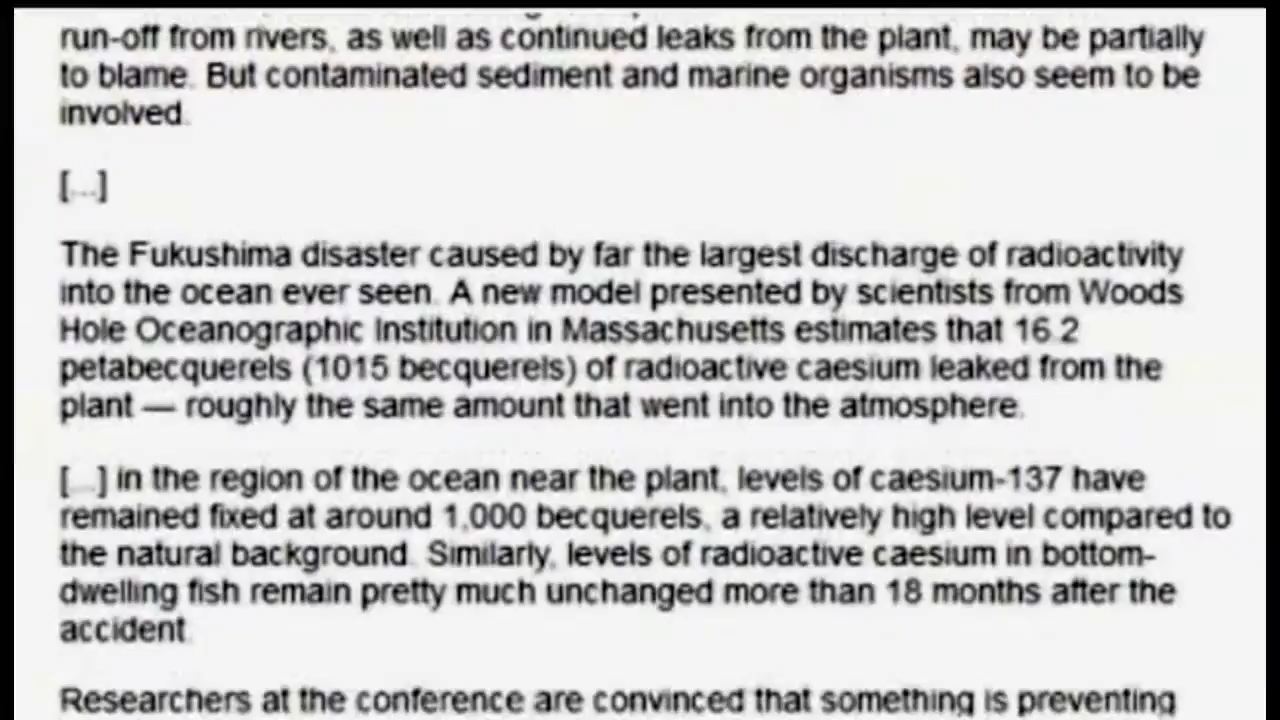 run-off from rivers, as well as continued leaks from the plant, may be partially
to blame. But contaminated sediment and marine organisms also seem to be
involved.
[...]
The Fukushima disaster caused by far the largest discharge of radioactivity
into the ocean ever seen. A new model presented by scientists from Woods
Hole Oceanographic Institution in Massachusetts estimates that 16.2
petabecquerels (1015 becquerels) of radioactive caesium leaked from the
plant — roughly the same amount that went into the atmosphere.
[...] in the region of the ocean near the plant, levels of caesium-137 have
remained fixed at around 1,000 becquerels, a relatively high level compared to
the natural background. Similarly, levels of radioactive caesium in bottom-
dwelling fish remain pretty much unchanged more than 18 months after the
accident.
Researchers at the conference are convinced that something is preventing